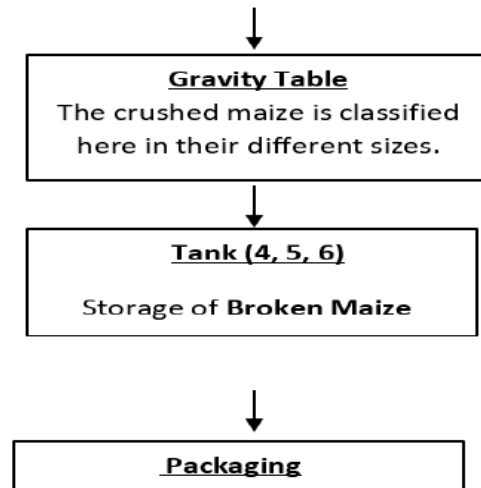 Gravity Table
The crushed maize is classified
here in their different sizes.
Tank (4, 5, 6)
Storage of Broken Maize
Packaging